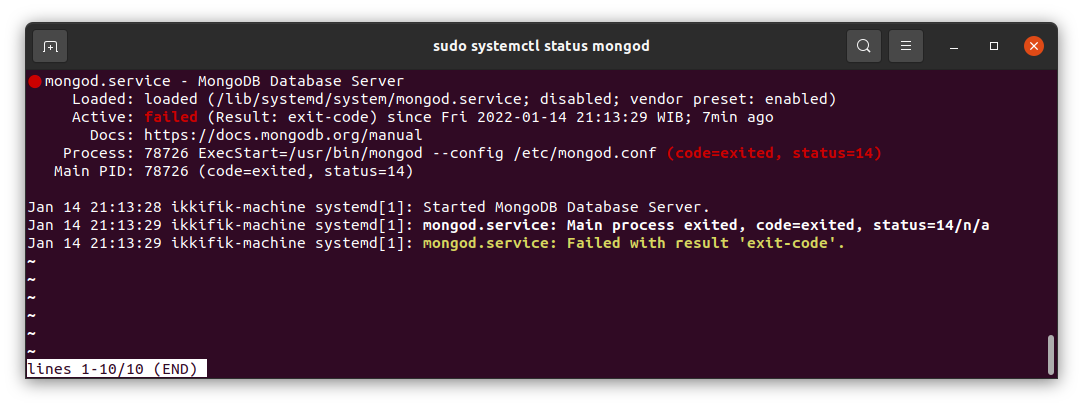 sudo systemctl status mongod
mongod.service - MongoDB Database Server
Loaded: loaded (/lib/systemd/system/mongod.service; disabled; vendor preset: enabled)
Active: failed (Result: exit-code) since Fri 2022-01-14 21:13:29 WIB; 7min ago
Docs: https://docs.mongodb.org/manual
Process: 78726 ExecStart=/usr/bin/mongod --config /etc/mongod.conf (code=exited, status=14)
Main PID: 78726 (code=exited, status=14)
Jan 14 21:13:28 ikkifik-machine systemd[1]: Started MongoDB Database Server.
Jan 14 21:13:29 ikkifik-machine systemd[1]: mongod.service: Main process exited, code=exited, status=14/n/a
Jan 14 21:13:29 ikkifik-machine systemd[1]: mongod.service: Failed with result 'exit-code'.
~
~
~
~
~
~
lines 1-10/10 (END)